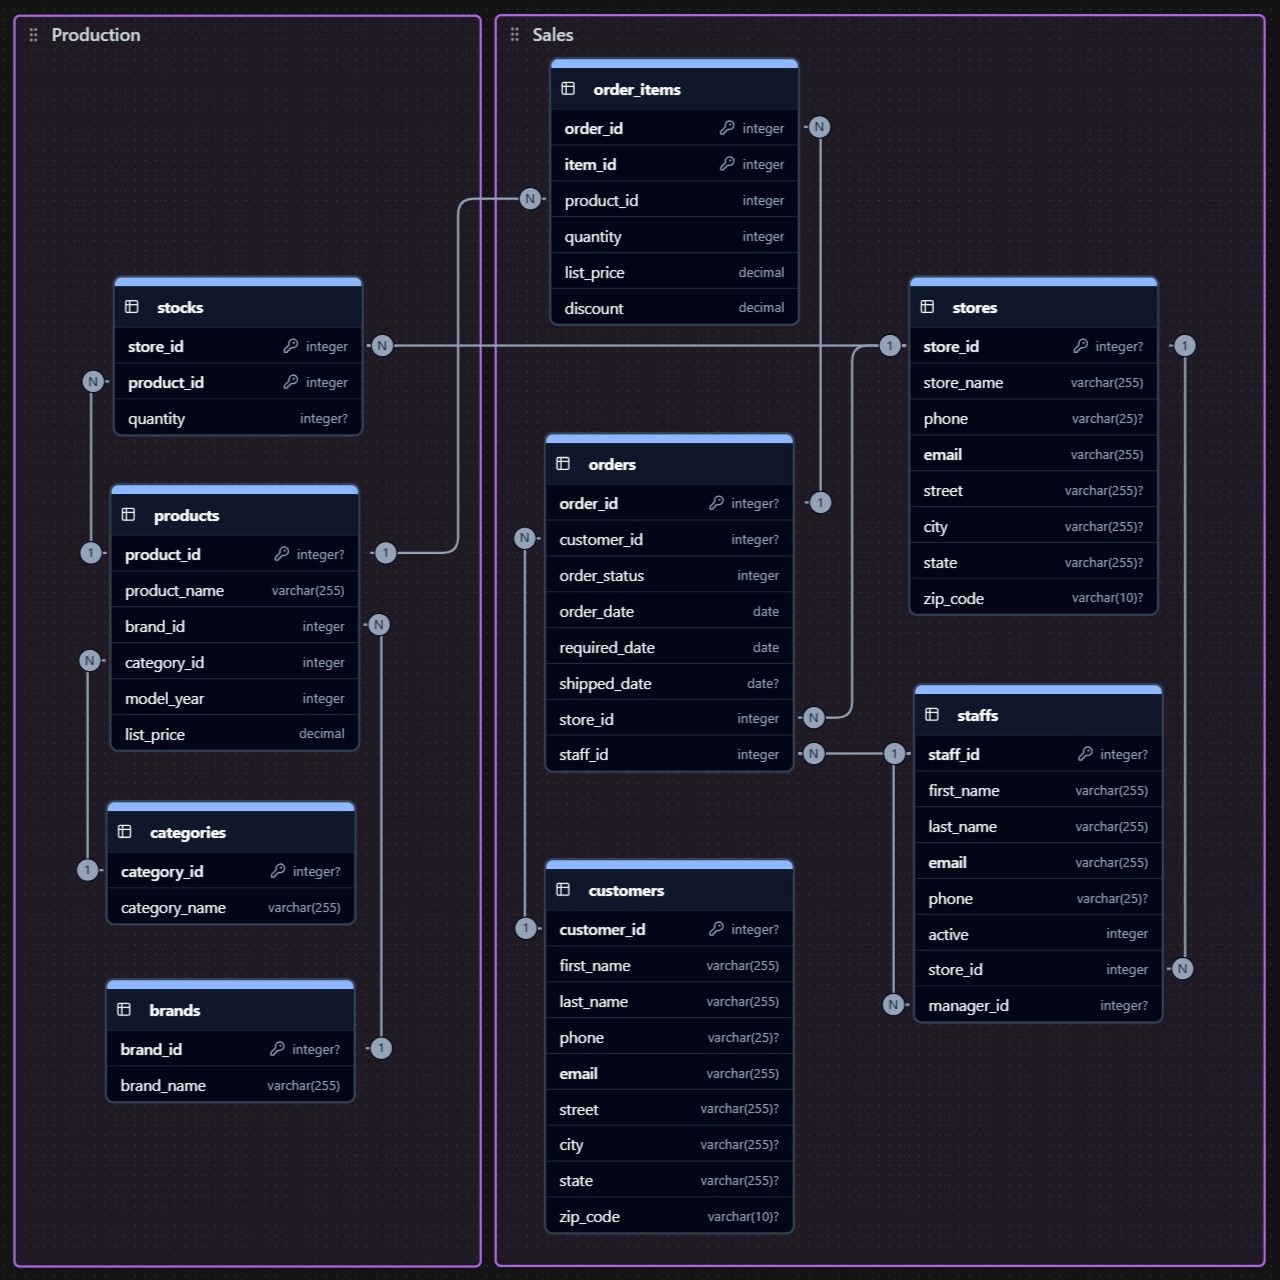 Production
stocks
store_id integer
N
N
product_id integer
quantity integer?
products
1
product_id integer?
1
product_name varchar(255)
brand_id integer
N
N
category_id integer
model_year integer
list_price decimal
categories
1
category_id integer?
category_name varchar(255)
brands
brand_id integer?
1
brand_name varchar(255)
Sales
order_items
order_id integer
N
item_id integer
N
product_id integer
quantity integer
list_price decimal
discount decimal
orders
order_id integer?
1
N
customer_id integer?
order_status integer
order_date date
required_date date
shipped_date date?
store_id integer
N
staff_id integer
N
customers
1
customer_id integer?
first_name varchar(255)
last_name varchar(255)
phone varchar(25)?
email varchar(255)
street varchar(255)?
city varchar(255)?
state varchar(255)?
zip_code varchar(10)?
stores
1
store_id integer?
1
store_name varchar(255)
phone varchar(25)?
email varchar(255)
street varchar(255)?
city varchar(255)?
state varchar(255)?
zip_code varchar(10)?
staffs
1
staff_id integer?
first_name varchar(255)
last_name varchar(255)
email varchar(255)
phone varchar(25)?
active integer
store_id integer
N
N
manager_id integer?